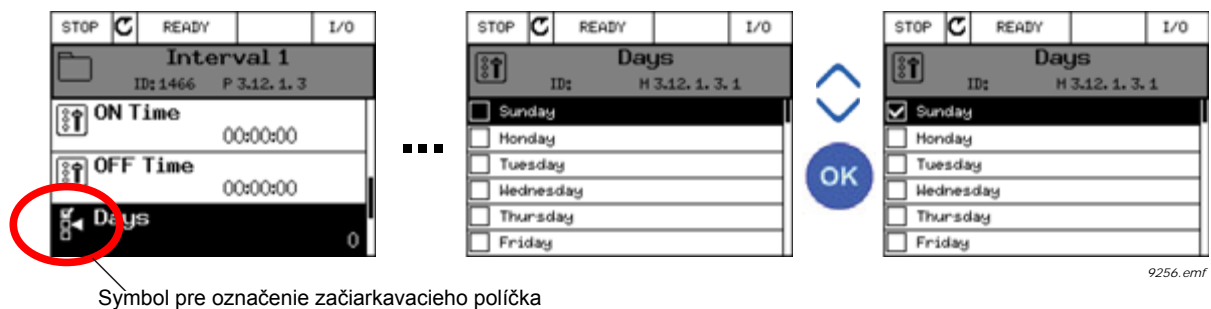 STOP READY I/O
Interval 1
ID:1466 P 3.12.1.3
ON Time
00:00:00
OFF Time
00:00:00
Days
0
...
STOP READY I/O
Days
ID: M 3.12.1.3.1
Sunday
Monday
Tuesday
Wednesday
Thursday
Friday
OK
STOP READY I/O
Days
ID: M 3.12.1.3.1
Sunday
Monday
Tuesday
Wednesday
Thursday
Friday
9256.emf
Symbol pre označenie začiarkavacieho políčka